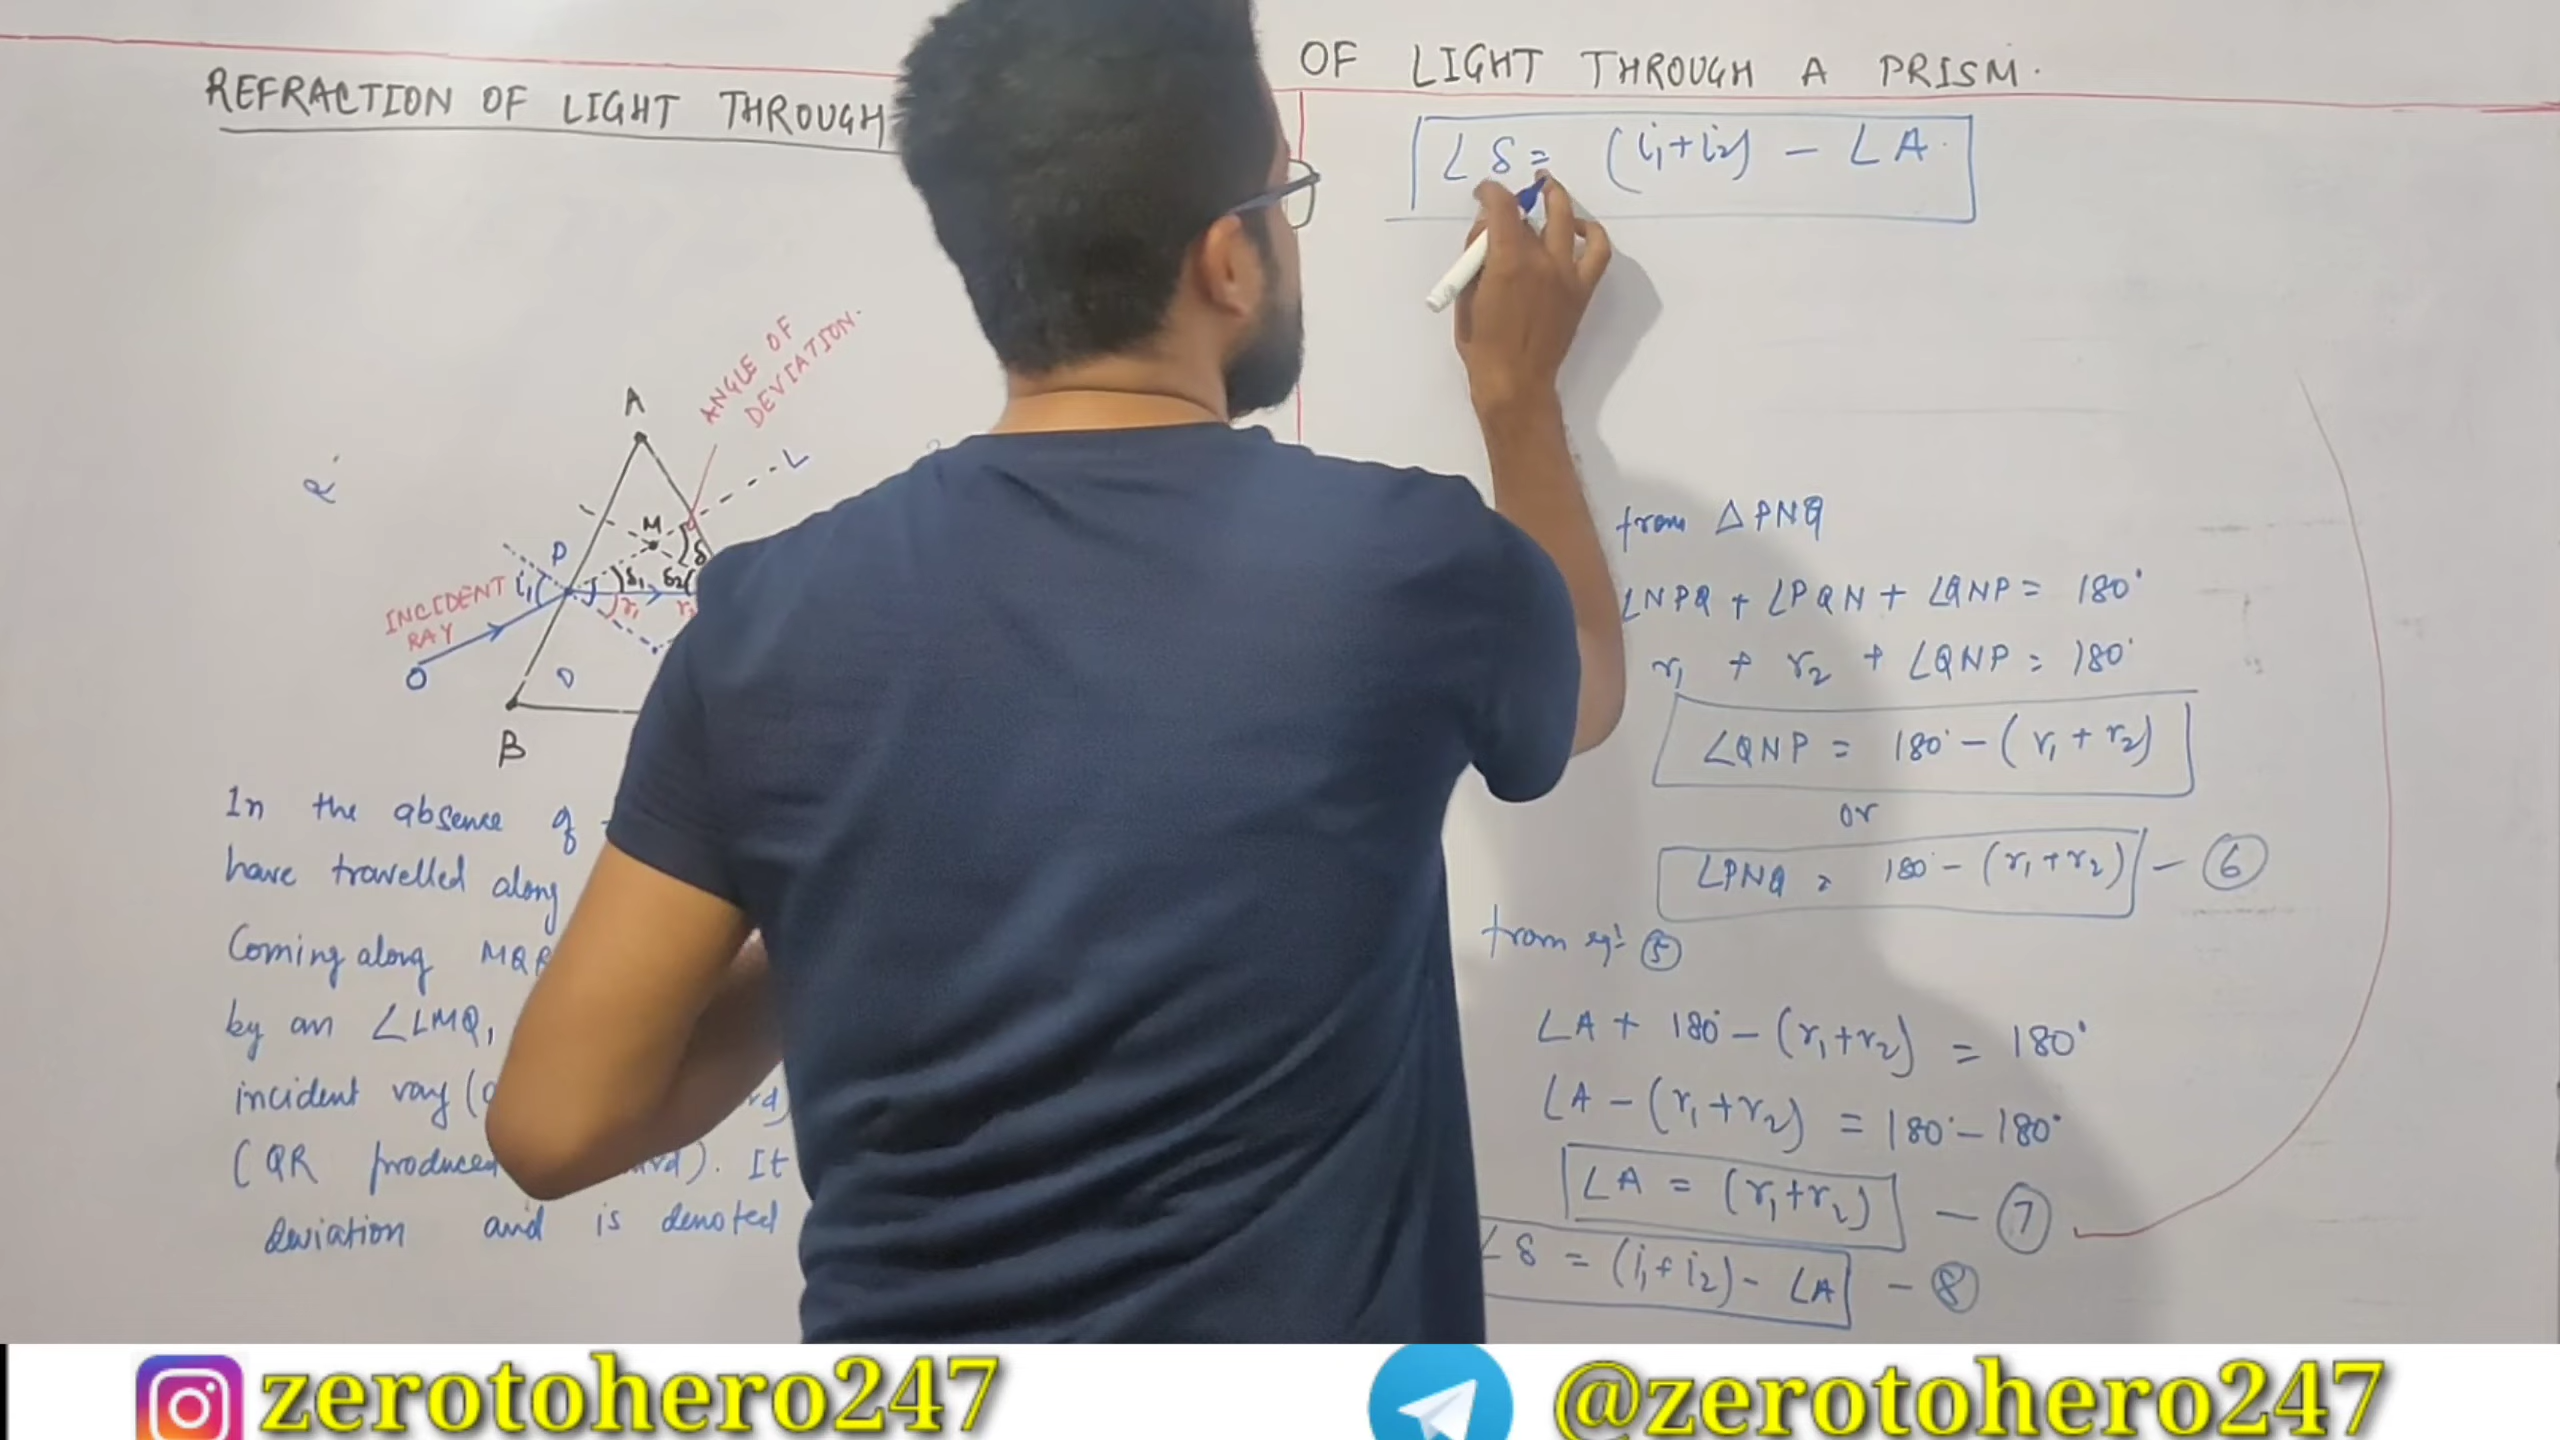 REFRACTION OF LIGHT THROUGH
A
ANGLE OF
DEVIATION.
L
M
P
δ
i₁
δ₁
δ₂
r₁
INCIDENT
RAY
O
B
In the absence of
have travelled along
Coming along MQR
by an ∠LMQ,
incident ray (
(QR produced). It
deviation and is denoted
OF LIGHT THROUGH A PRISM.
∠δ = (i₁+i₂) - ∠A.
from △PNQ
∠NPQ + ∠PQN + ∠QNP = 180°
r₁ + r₂ + ∠QNP = 180°
∠QNP = 180° - (r₁ + r₂)
or
∠PNQ = 180° - (r₁ + r₂) - ⑥
from eqⁿ ⑤
∠A + 180° - (r₁+r₂) = 180°
∠A - (r₁+r₂) = 180° - 180°
∠A = (r₁+r₂) - ⑦
∠δ = (i₁+i₂) - ∠A - ⑧
zerotohero247
@zerotohero247